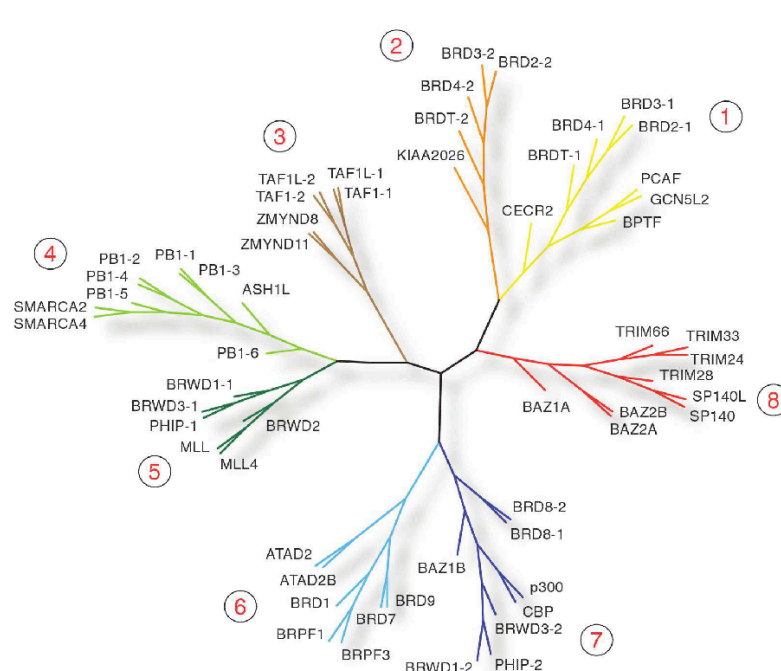 2
BRD3-2
BRD2-2
BRD4-2
BRDT-2
KIAA2026
1
BRD3-1
BRD4-1
BRD2-1
BRDT-1
PCAF
GCN5L2
BPTF
CECR2
3
TAF1L-2
TAF1L-1
TAF1-2
TAF1-1
ZMYND8
ZMYND11
4
PB1-2
PB1-1
PB1-4
PB1-3
PB1-5
ASH1L
SMARCA2
SMARCA4
PB1-6
BRWD1-1
BRWD3-1
PHIP-1
BRWD2
MLL
MLL4
5
TRIM66
TRIM33
TRIM24
TRIM28
SP140L
SP140
BAZ1A
BAZ2B
BAZ2A
8
ATAD2
ATAD2B
BRD1
BRD9
BRD7
BRPF1
BRPF3
6
BRD8-2
BRD8-1
BAZ1B
p300
CBP
BRWD3-2
BRWD1-2
PHIP-2
7